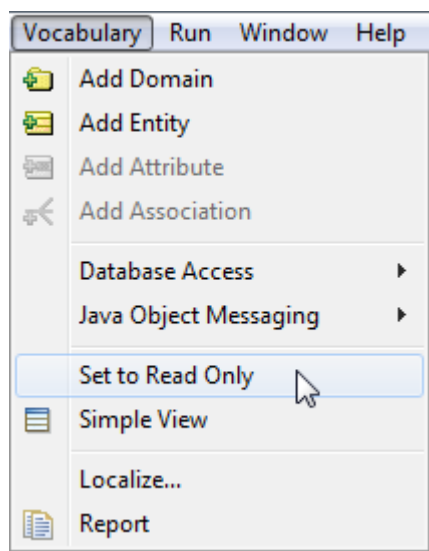 Vocabulary Run Window Help
Add Domain
Add Entity
Add Attribute
Add Association
Database Access
Java Object Messaging
Set to Read Only
Simple View
Localize...
Report